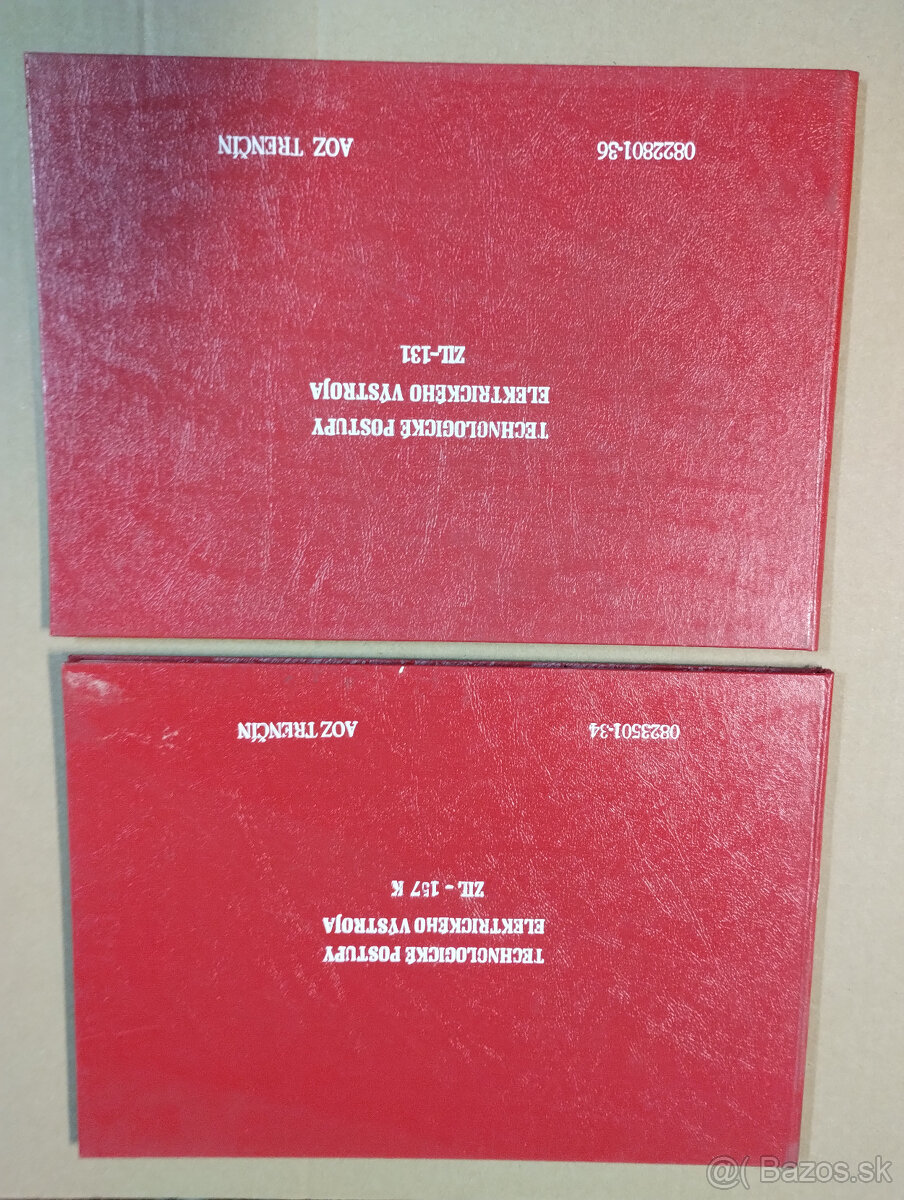 TECHNOLOGICKÉ POSTUPY
ELEKTRICKÉHO VÝSTROJA
ZIL - 157 K
0823501-34
AOZ TRENČÍN
TECHNOLOGICKÉ POSTUPY
ELEKTRICKÉHO VÝSTROJA
ZIL-131
0822801-36
AOZ TRENČÍN
@( Bazos.sk